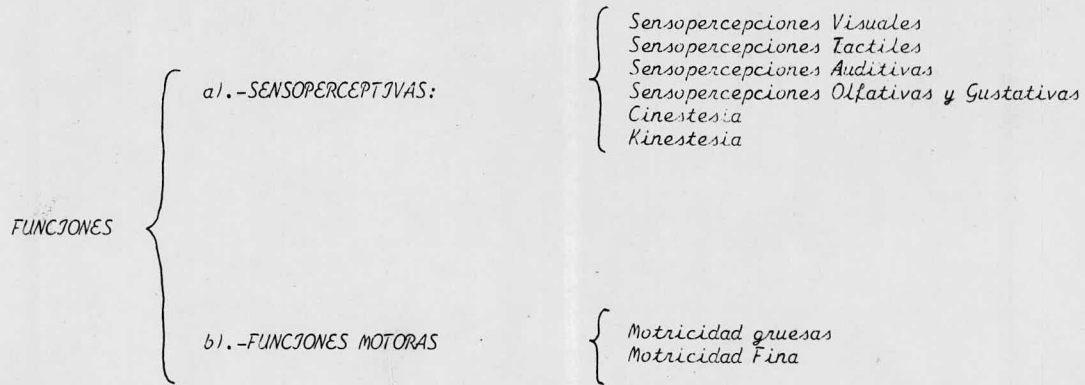 Sensopercepciones Visuales
Sensopercepciones Tactiles
a).-SENSOPERCEPTIVAS:
Sensopercepciones Auditivas
Sensopercepciones Olfativas y Gustativas
Cinestesia
Kinestesia
FUNCIONES
b).-FUNCIONES MOTORAS
Motricidad gruesas
Motricidad Fina